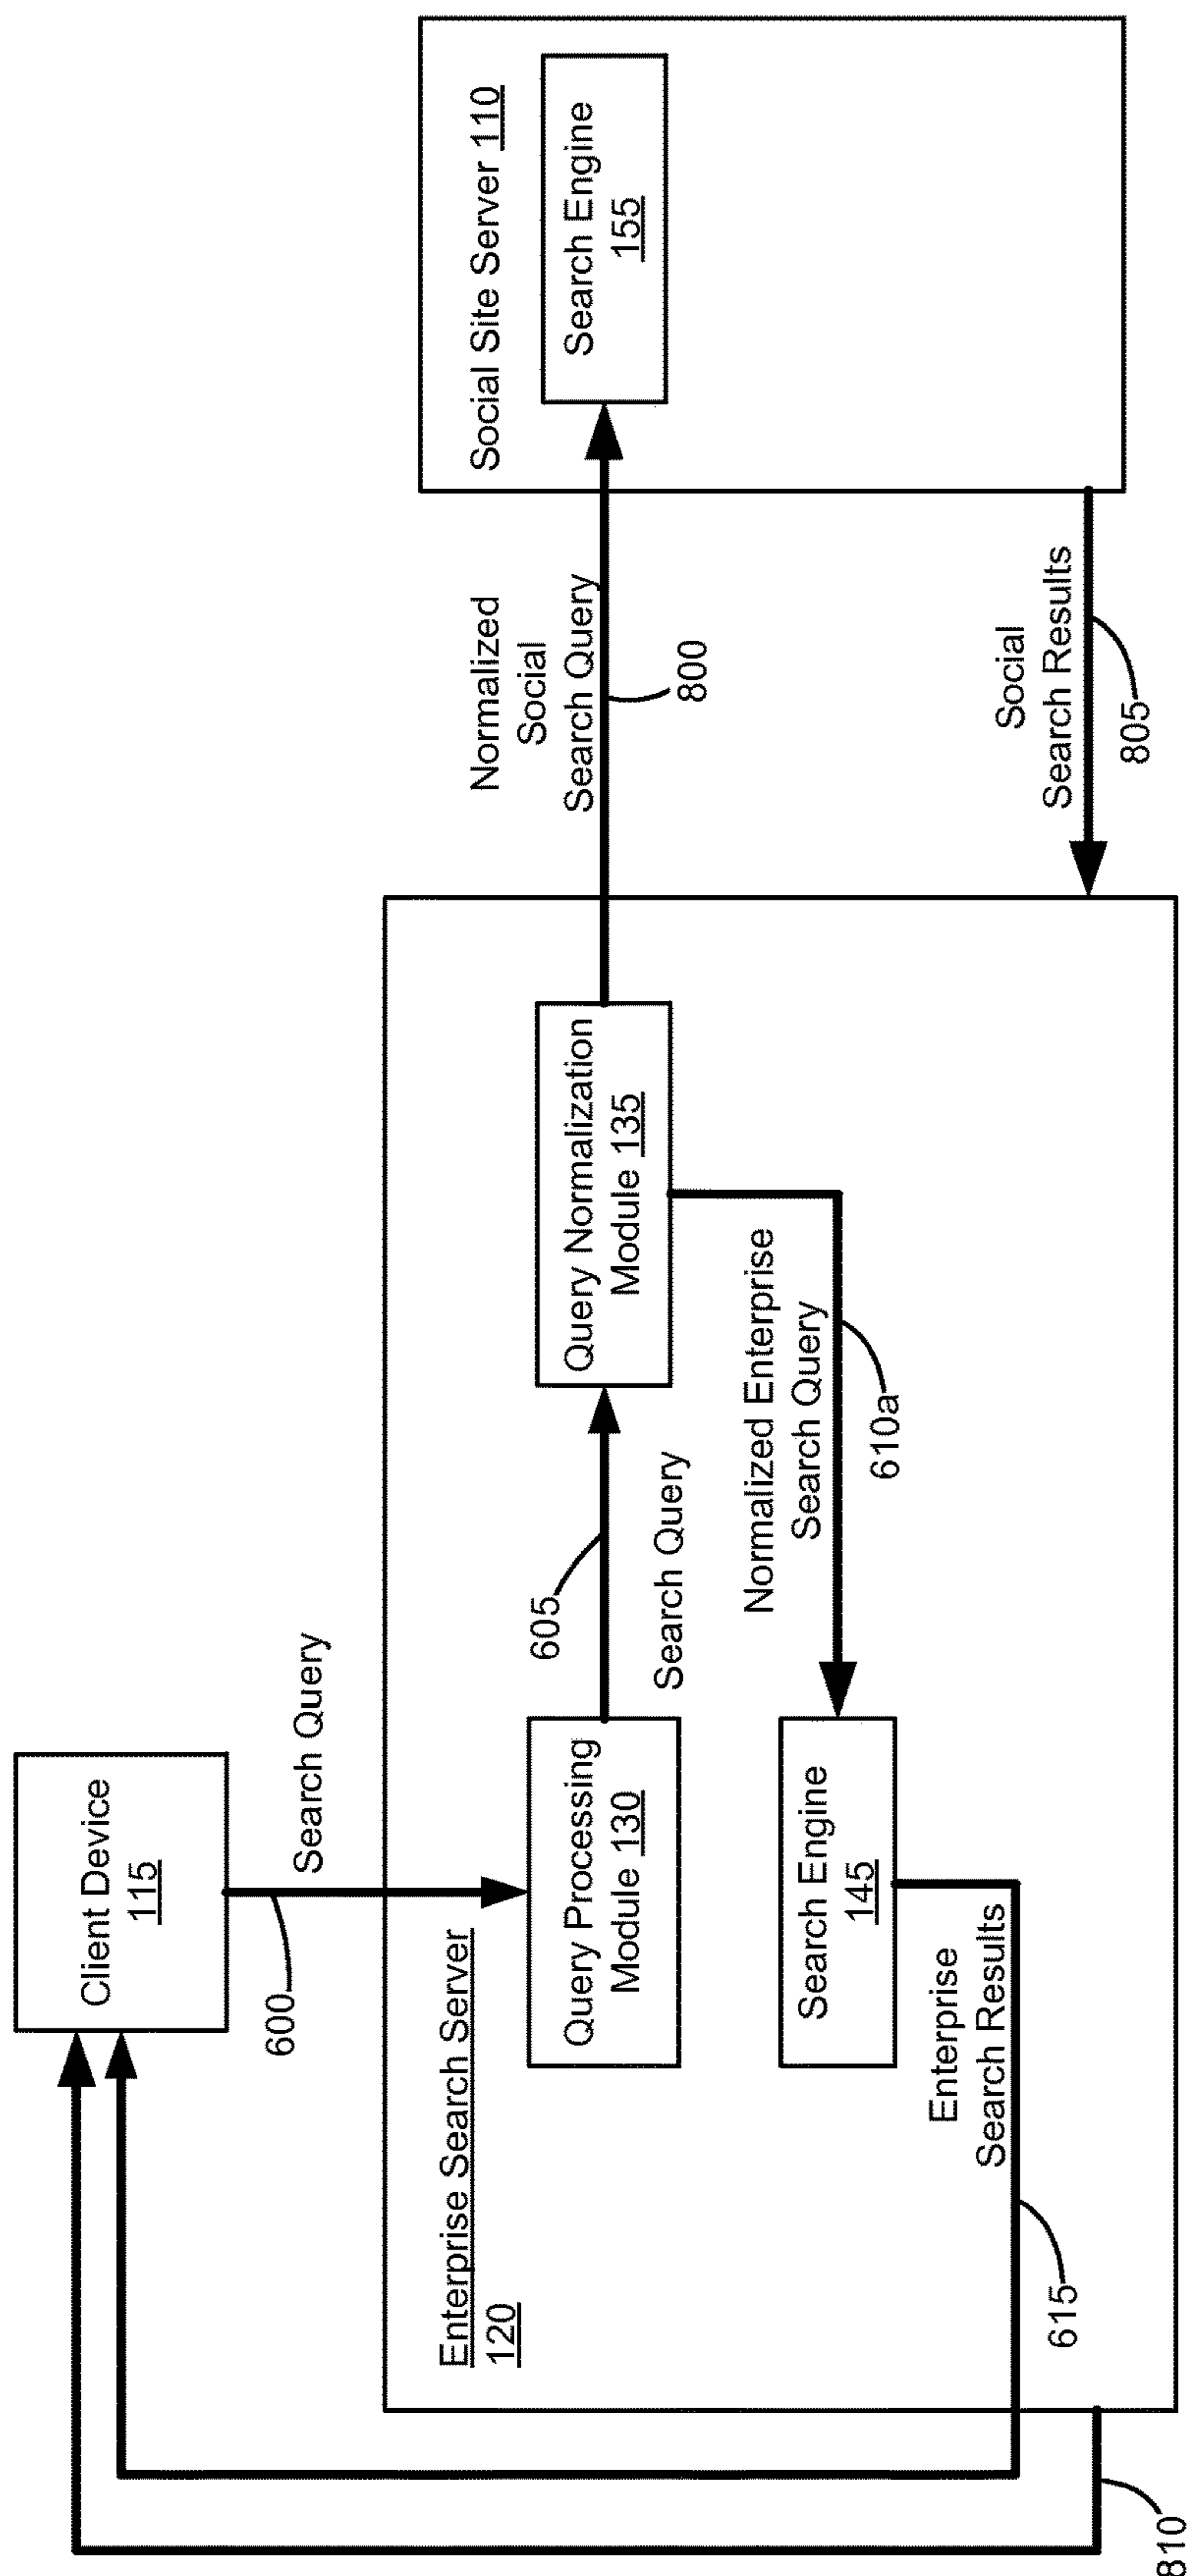 Client Device
115
600
Search Query
Enterprise Search Server
120
Query Processing
Module 130
605
Search Query
Query Normalization
Module 135
Normalized Enterprise
Search Query
610a
Search Engine
145
Enterprise
Search Results
615
810
Normalized
Social
Search Query
800
Social Site Server 110
Search Engine
155
Social
Search Results
805